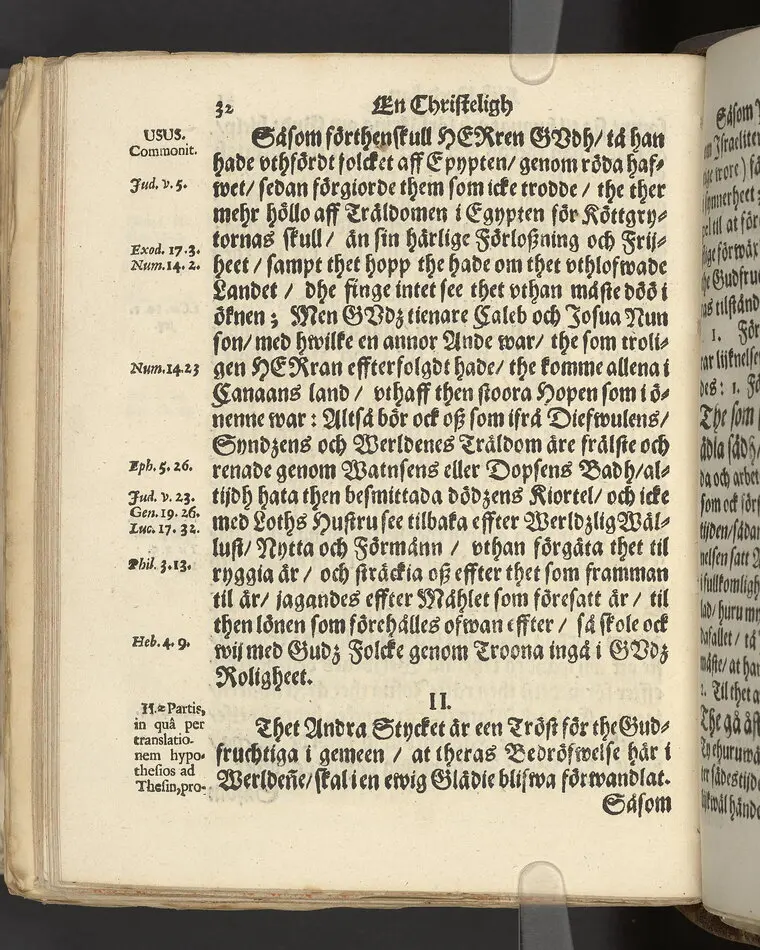 32 En Christeligh
USUS.
Commonit.
Jud. v. 5.
Exod. 17.3.
Num. 14.2.
Num. 14.23
Eph. 5. 26.
Jud. v. 23.
Gen. 19. 26.
Luc. 17. 32.
Phil. 3.13.
Heb. 4. 9.
Såsom förthenskull HERren GUdh/ tå han
hade vthfördt folcket aff Epypten/ genom röda haf-
wet/ sedan förgiorde them som icke trodde / the ther
mehr höllo aff Träldomen i Egypten för Köttgry-
tornas skull / än sin härlige Förloßning och Frij-
heet / sampt thet hopp the hade om thet vthlofwade
Landet / dhe finge intet see thet vthan måste döö i
öknen; Men GUdz tienare Caleb och Josua Nun
son/ med hwilke en annor Ande war/ the som troli-
gen HERran effterfolgdt hade/ the komme allena i
Canaans land / vthaff then stoora Hopen som i ö-
nenne war: Altså bör ock oß som ifrå Diefwulens/
Syndzens och Werldenes Träldom äre frälste och
renade genom Watnsens eller Dopsens Badh/ al-
tijdh hata then besmittada dödzens Kiortel/ och icke
med Loths Hustru see tilbaka effter Werldzlig Wäl-
lust/ Nytta och Förmånn / vthan förgäta thet til
ryggia är / och sträckia oß effter thet som framman
til är/ jagandes effter Måhlet som föresatt är / til
then lönen som förehålles ofwan effter / så skole ock
wij med Gudz Folcke genom Troona ingå i GUdz
Roligheet.
II.
H.æ Partis,
in quâ per
translatio-
nem hypo-
thesios ad
Thesin, pro-
Thet Andra Stycket är een Tröst för the Gud-
fruchtiga i gemeen / at theras Bedröfwelse här i
Werldeñe/ skal i en ewig Glädie blifwa förwandlat.
Såsom